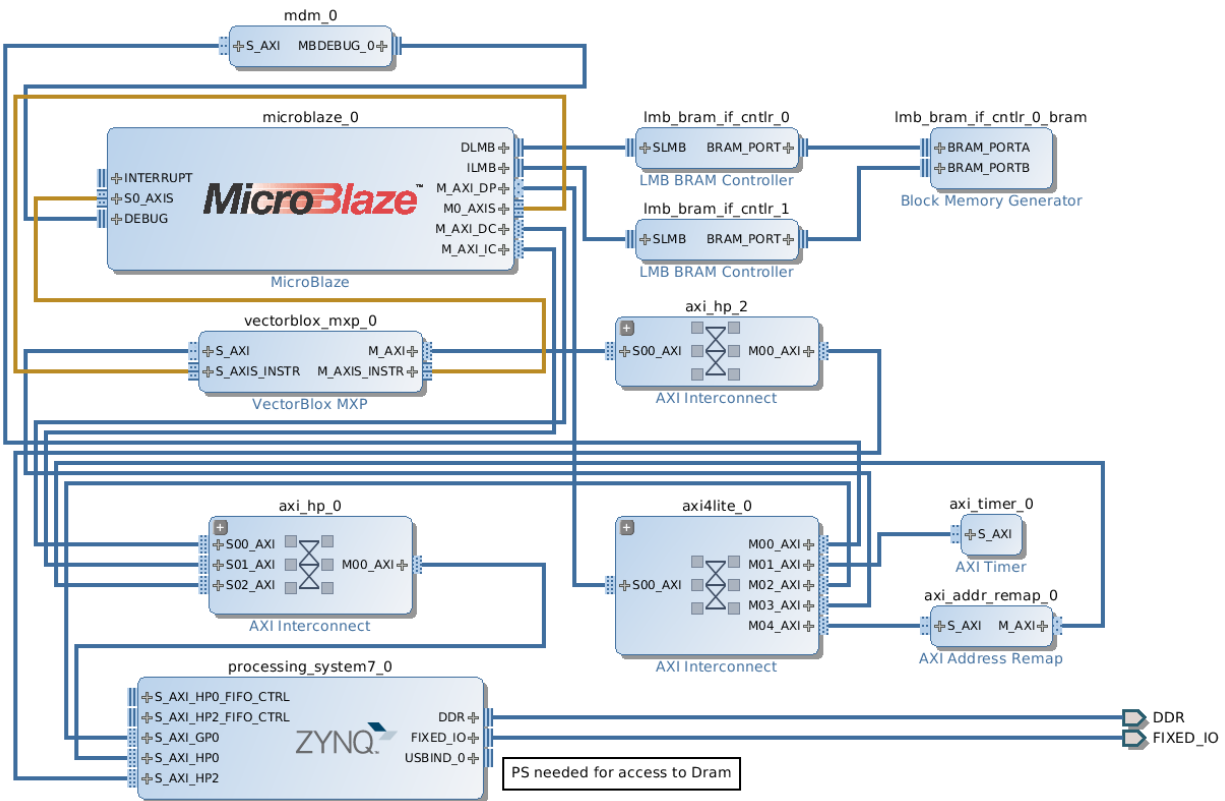 mdm_0
S_AXI MBDEBUG_0
microblaze_0
INTERRUPT
S0_AXIS
DEBUG
MicroBlaze™
DLMB
ILMB
M_AXI_DP
M0_AXIS
M_AXI_DC
M_AXI_IC
MicroBlaze
lmb_bram_if_cntlr_0
SLMB BRAM_PORT
LMB BRAM Controller
lmb_bram_if_cntlr_0_bram
BRAM_PORTA
BRAM_PORTB
Block Memory Generator
lmb_bram_if_cntlr_1
SLMB BRAM_PORT
LMB BRAM Controller
vectorblox_mxp_0
S_AXI M_AXI
S_AXIS_INSTR M_AXIS_INSTR
VectorBlox MXP
axi_hp_2
S00_AXI M00_AXI
AXI Interconnect
axi_hp_0
S00_AXI
S01_AXI M00_AXI
S02_AXI
AXI Interconnect
axi4lite_0
S00_AXI
M00_AXI
M01_AXI
M02_AXI
M03_AXI
M04_AXI
AXI Interconnect
axi_timer_0
S_AXI
AXI Timer
axi_addr_remap_0
S_AXI M_AXI
AXI Address Remap
processing_system7_0
S_AXI_HP0_FIFO_CTRL
S_AXI_HP2_FIFO_CTRL
S_AXI_GP0
S_AXI_HP0
S_AXI_HP2
ZYNQ
DDR
FIXED_IO
USBIND_0
PS needed for access to Dram
DDR
FIXED_IO